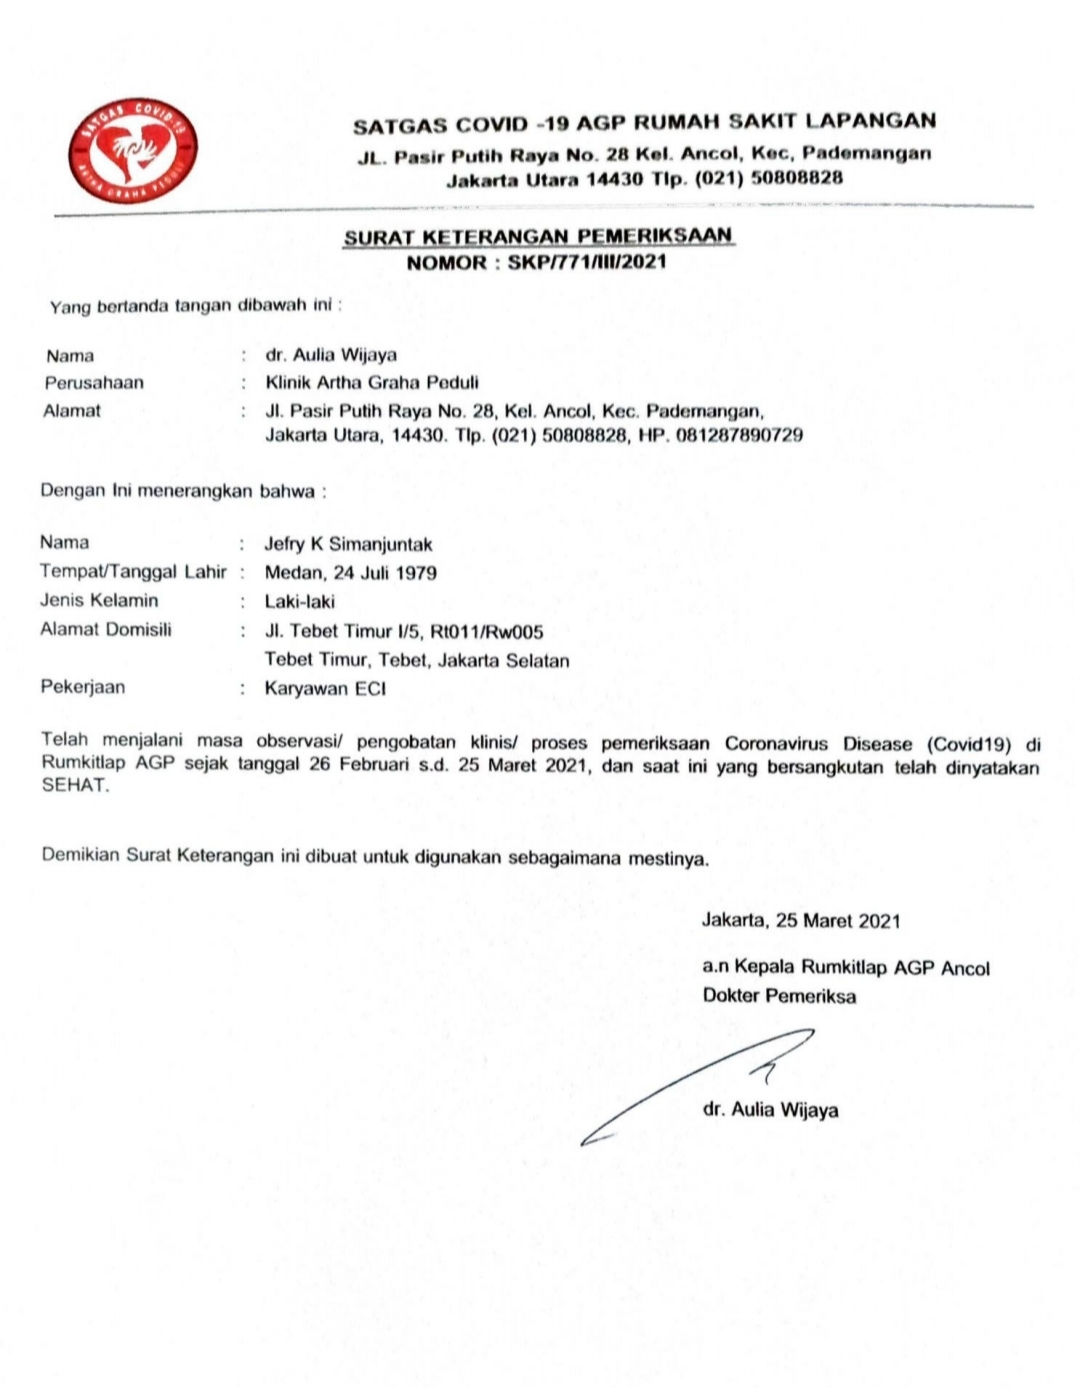 SATGAS COVID-19
ARTHA GRAHA PEDULI
SATGAS COVID -19 AGP RUMAH SAKIT LAPANGAN
JL. Pasir Putih Raya No. 28 Kel. Ancol, Kec, Pademangan
Jakarta Utara 14430 Tlp. (021) 50808828
SURAT KETERANGAN PEMERIKSAAN
NOMOR : SKP/771/III/2021
Yang bertanda tangan dibawah ini :
Nama : dr. Aulia Wijaya
Perusahaan : Klinik Artha Graha Peduli
Alamat : Jl. Pasir Putih Raya No. 28, Kel. Ancol, Kec. Pademangan,
Jakarta Utara, 14430. Tlp. (021) 50808828, HP. 081287890729
Dengan Ini menerangkan bahwa :
Nama : Jefry K Simanjuntak
Tempat/Tanggal Lahir : Medan, 24 Juli 1979
Jenis Kelamin : Laki-laki
Alamat Domisili : Jl. Tebet Timur I/5, Rt011/Rw005
Tebet Timur, Tebet, Jakarta Selatan
Pekerjaan : Karyawan ECI
Telah menjalani masa observasi/ pengobatan klinis/ proses pemeriksaan Coronavirus Disease (Covid19) di
Rumkitlap AGP sejak tanggal 26 Februari s.d. 25 Maret 2021, dan saat ini yang bersangkutan telah dinyatakan
SEHAT.
Demikian Surat Keterangan ini dibuat untuk digunakan sebagaimana mestinya.
Jakarta, 25 Maret 2021
a.n Kepala Rumkitlap AGP Ancol
Dokter Pemeriksa
dr. Aulia Wijaya